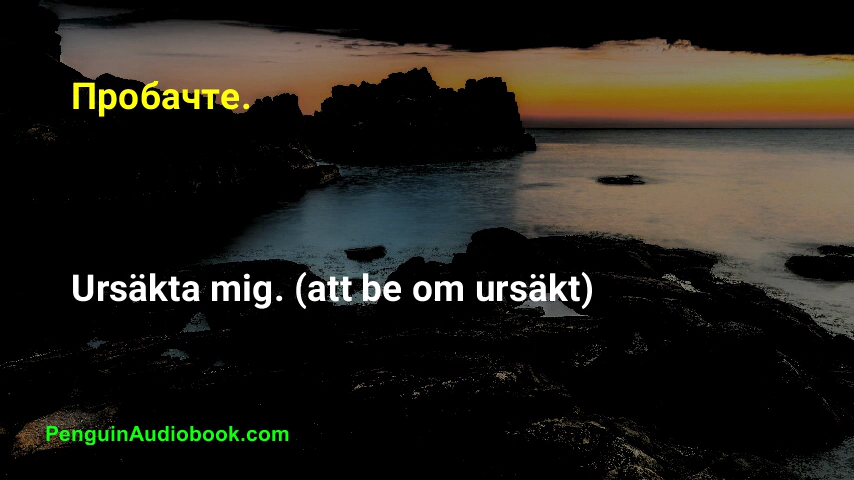 Пробачте.
Ursäkta mig. (att be om ursäkt)
PenguinAudiobook.com